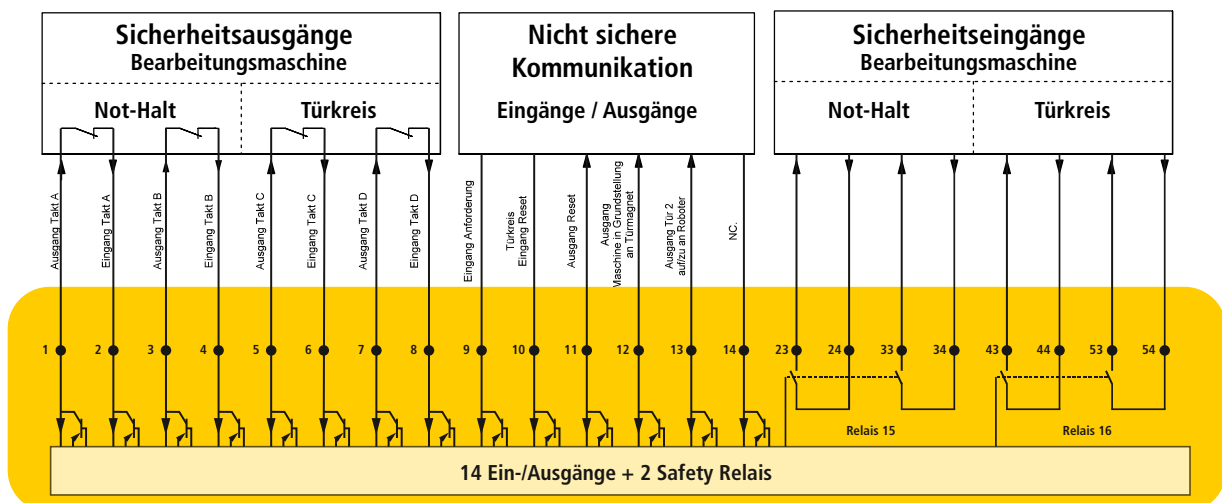 Sicherheitsausgänge
Bearbeitungsmaschine
Not-Halt
Türkreis
Nicht sichere
Kommunikation
Eingänge / Ausgänge
Sicherheitseingänge
Bearbeitungsmaschine
Not-Halt
Türkreis
Ausgang Takt A
Eingang Takt A
Ausgang Takt B
Eingang Takt B
Ausgang Takt C
Eingang Takt C
Ausgang Takt D
Eingang Takt D
Eingang Anforderung
Türkreis
Eingang Reset
Ausgang Reset
Ausgang
Maschine in Grundstellung
an Türmagnet
Ausgang Tür 2
auf/zu an Roboter
NC.
1 2 3 4 5 6 7 8 9 10 11 12 13 14 23 24 33 34 43 44 53 54
Relais 15
Relais 16
14 Ein-/Ausgänge + 2 Safety Relais